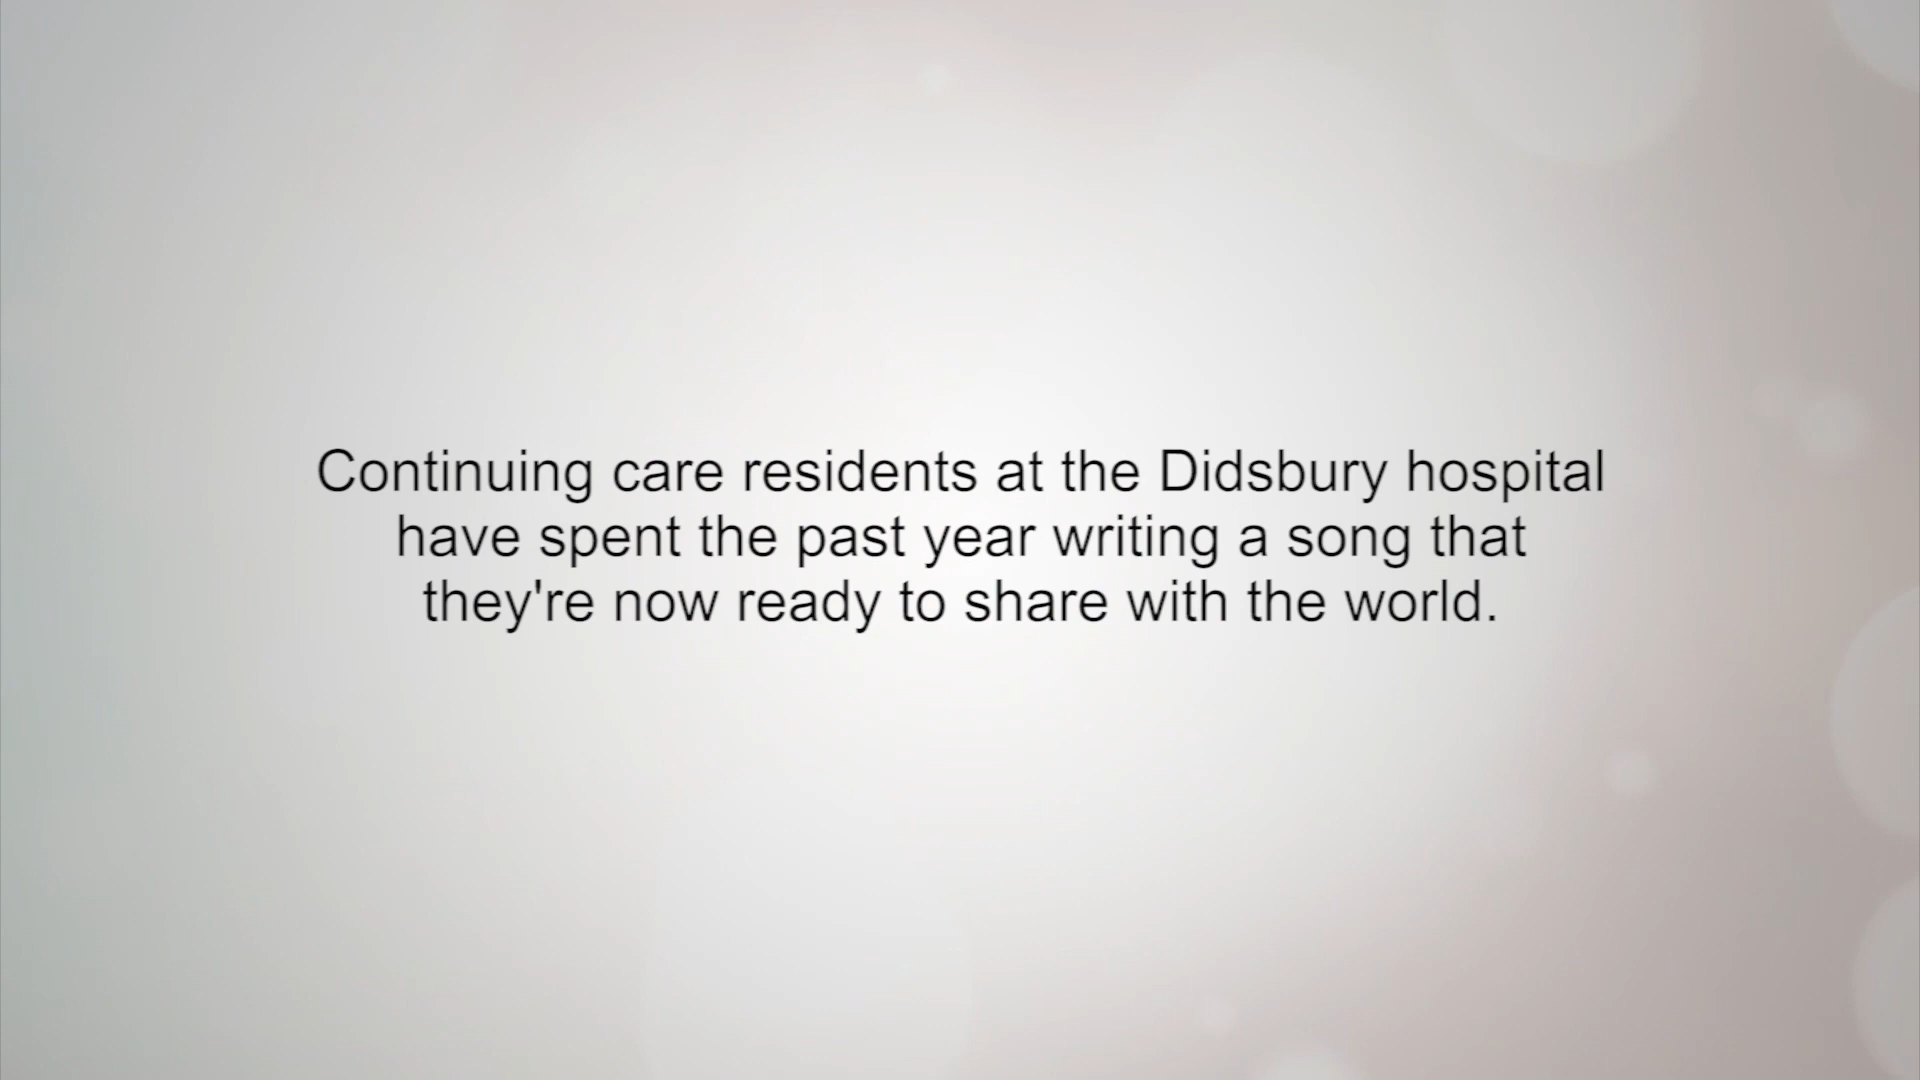 Continuing care residents at the Didsbury hospital
have spent the past year writing a song that
they're now ready to share with the world.